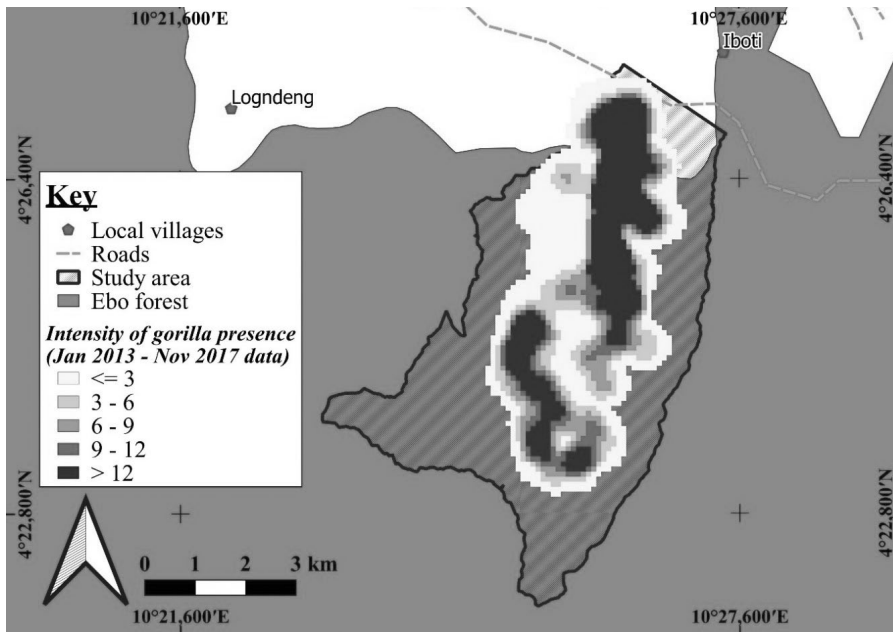 10°21,600′E
10°27,600′E
Iboti
Logndeng
4°26,400′N
4°26,400′N
Key
Local villages
Roads
Study area
Ebo forest
Intensity of gorilla presence
(Jan 2013 - Nov 2017 data)
<= 3
3 - 6
6 - 9
9 - 12
> 12
4°22,800′N
4°22,800′N
0 1 2 3 km
10°21,600′E
10°27,600′E